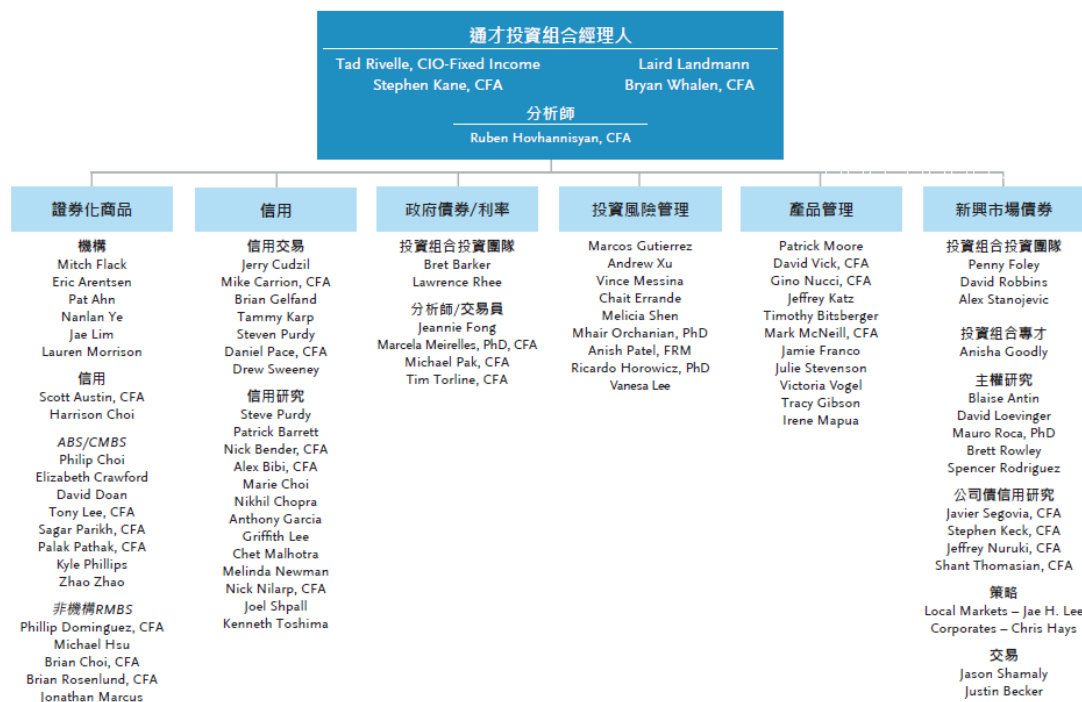 通才投資組合經理人
Tad Rivelle, CIO-Fixed Income
Stephen Kane, CFA
Laird Landmann
Bryan Whalen, CFA
分析師
Ruben Hovhannisyan, CFA
證券化商品
機構
Mitch Flack
Eric Arentsen
Pat Ahn
Nanlan Ye
Jae Lim
Lauren Morrison
信用
Scott Austin, CFA
Harrison Choi
ABS/CMBS
Philip Choi
Elizabeth Crawford
David Doan
Tony Lee, CFA
Sagar Parikh, CFA
Palak Pathak, CFA
Kyle Phillips
Zhao Zhao
非機構RMBS
Phillip Dominguez, CFA
Michael Hsu
Brian Choi, CFA
Brian Rosenlund, CFA
Jonathan Marcus
信用
信用交易
Jerry Cudzil
Mike Carrion, CFA
Brian Gelfand
Tammy Karp
Steven Purdy
Daniel Pace, CFA
Drew Sweeney
信用研究
Steve Purdy
Patrick Barrett
Nick Bender, CFA
Alex Bibi, CFA
Marie Choi
Nikhil Chopra
Anthony Garcia
Griffith Lee
Chet Malhotra
Melinda Newman
Nick Nilarp, CFA
Joel Shpall
Kenneth Toshima
政府債券/利率
投資組合投資團隊
Bret Barker
Lawrence Rhee
分析師/交易員
Jeannie Fong
Marcela Meirelles, PhD, CFA
Michael Pak, CFA
Tim Torline, CFA
投資風險管理
Marcos Gutierrez
Andrew Xu
Vince Messina
Chait Errande
Melicia Shen
Mhair Orchanian, PhD
Anish Patel, FRM
Ricardo Horowicz, PhD
Vanesa Lee
產品管理
Patrick Moore
David Vick, CFA
Gino Nucci, CFA
Jeffrey Katz
Timothy Bitsberger
Mark McNeill, CFA
Jamie Franco
Julie Stevenson
Victoria Vogel
Tracy Gibson
Irene Mapua
新興市場債券
投資組合投資團隊
Penny Foley
David Robbins
Alex Stanojevic
投資組合專才
Anisha Goodly
主權研究
Blaise Antin
David Loevinger
Mauro Roca, PhD
Brett Rowley
Spencer Rodriguez
公司債信用研究
Javier Segovia, CFA
Stephen Keck, CFA
Jeffrey Nuruki, CFA
Shant Thomasian, CFA
策略
Local Markets – Jae H. Lee
Corporates – Chris Hays
交易
Jason Shamaly
Justin Becker